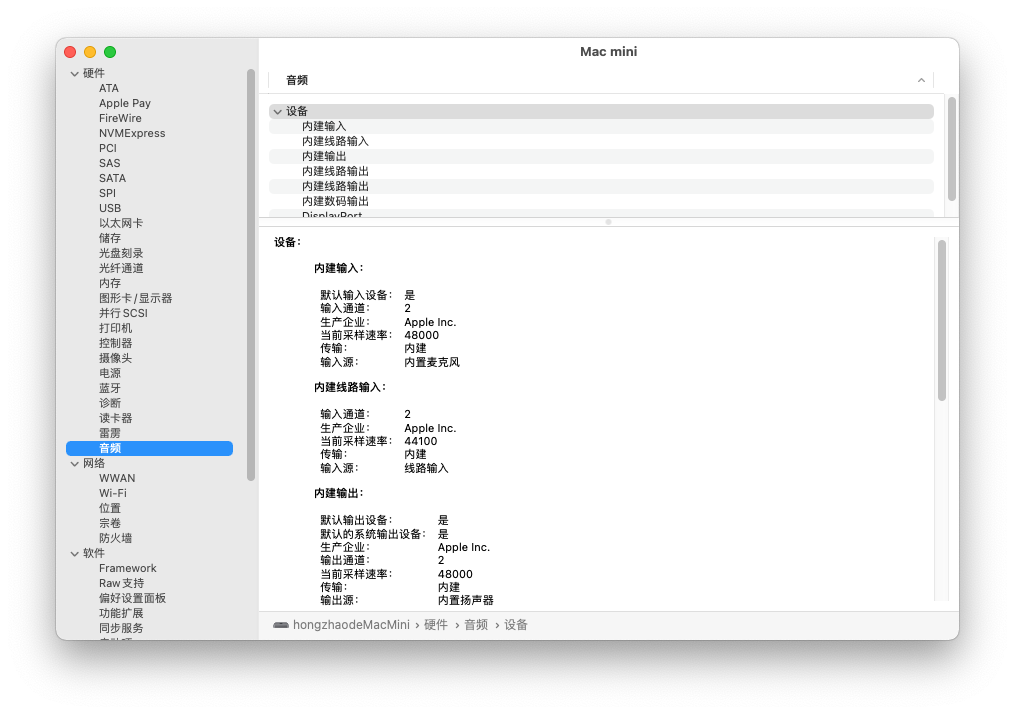 Mac mini
硬件
ATA
Apple Pay
FireWire
NVMExpress
PCI
SAS
SATA
SPI
USB
以太网卡
储存
光盘刻录
光纤通道
内存
图形卡/显示器
并行SCSI
打印机
控制器
摄像头
电源
蓝牙
诊断
读卡器
雷雳
音频
网络
WWAN
Wi-Fi
位置
宗卷
防火墙
软件
Framework
Raw支持
偏好设置面板
功能扩展
同步服务
音频
设备
内建输入
内建线路输入
内建输出
内建线路输出
内建线路输出
内建数码输出
DisplayPort
设备：
内建输入：
默认输入设备： 是
输入通道： 2
生产企业： Apple Inc.
当前采样速率： 48000
传输： 内建
输入源： 内置麦克风
内建线路输入：
输入通道： 2
生产企业： Apple Inc.
当前采样速率： 44100
传输： 内建
输入源： 线路输入
内建输出：
默认输出设备： 是
默认的系统输出设备： 是
生产企业： Apple Inc.
输出通道： 2
当前采样速率： 48000
传输： 内建
输出源： 内置扬声器
hongzhaodeMacMini › 硬件 › 音频 › 设备